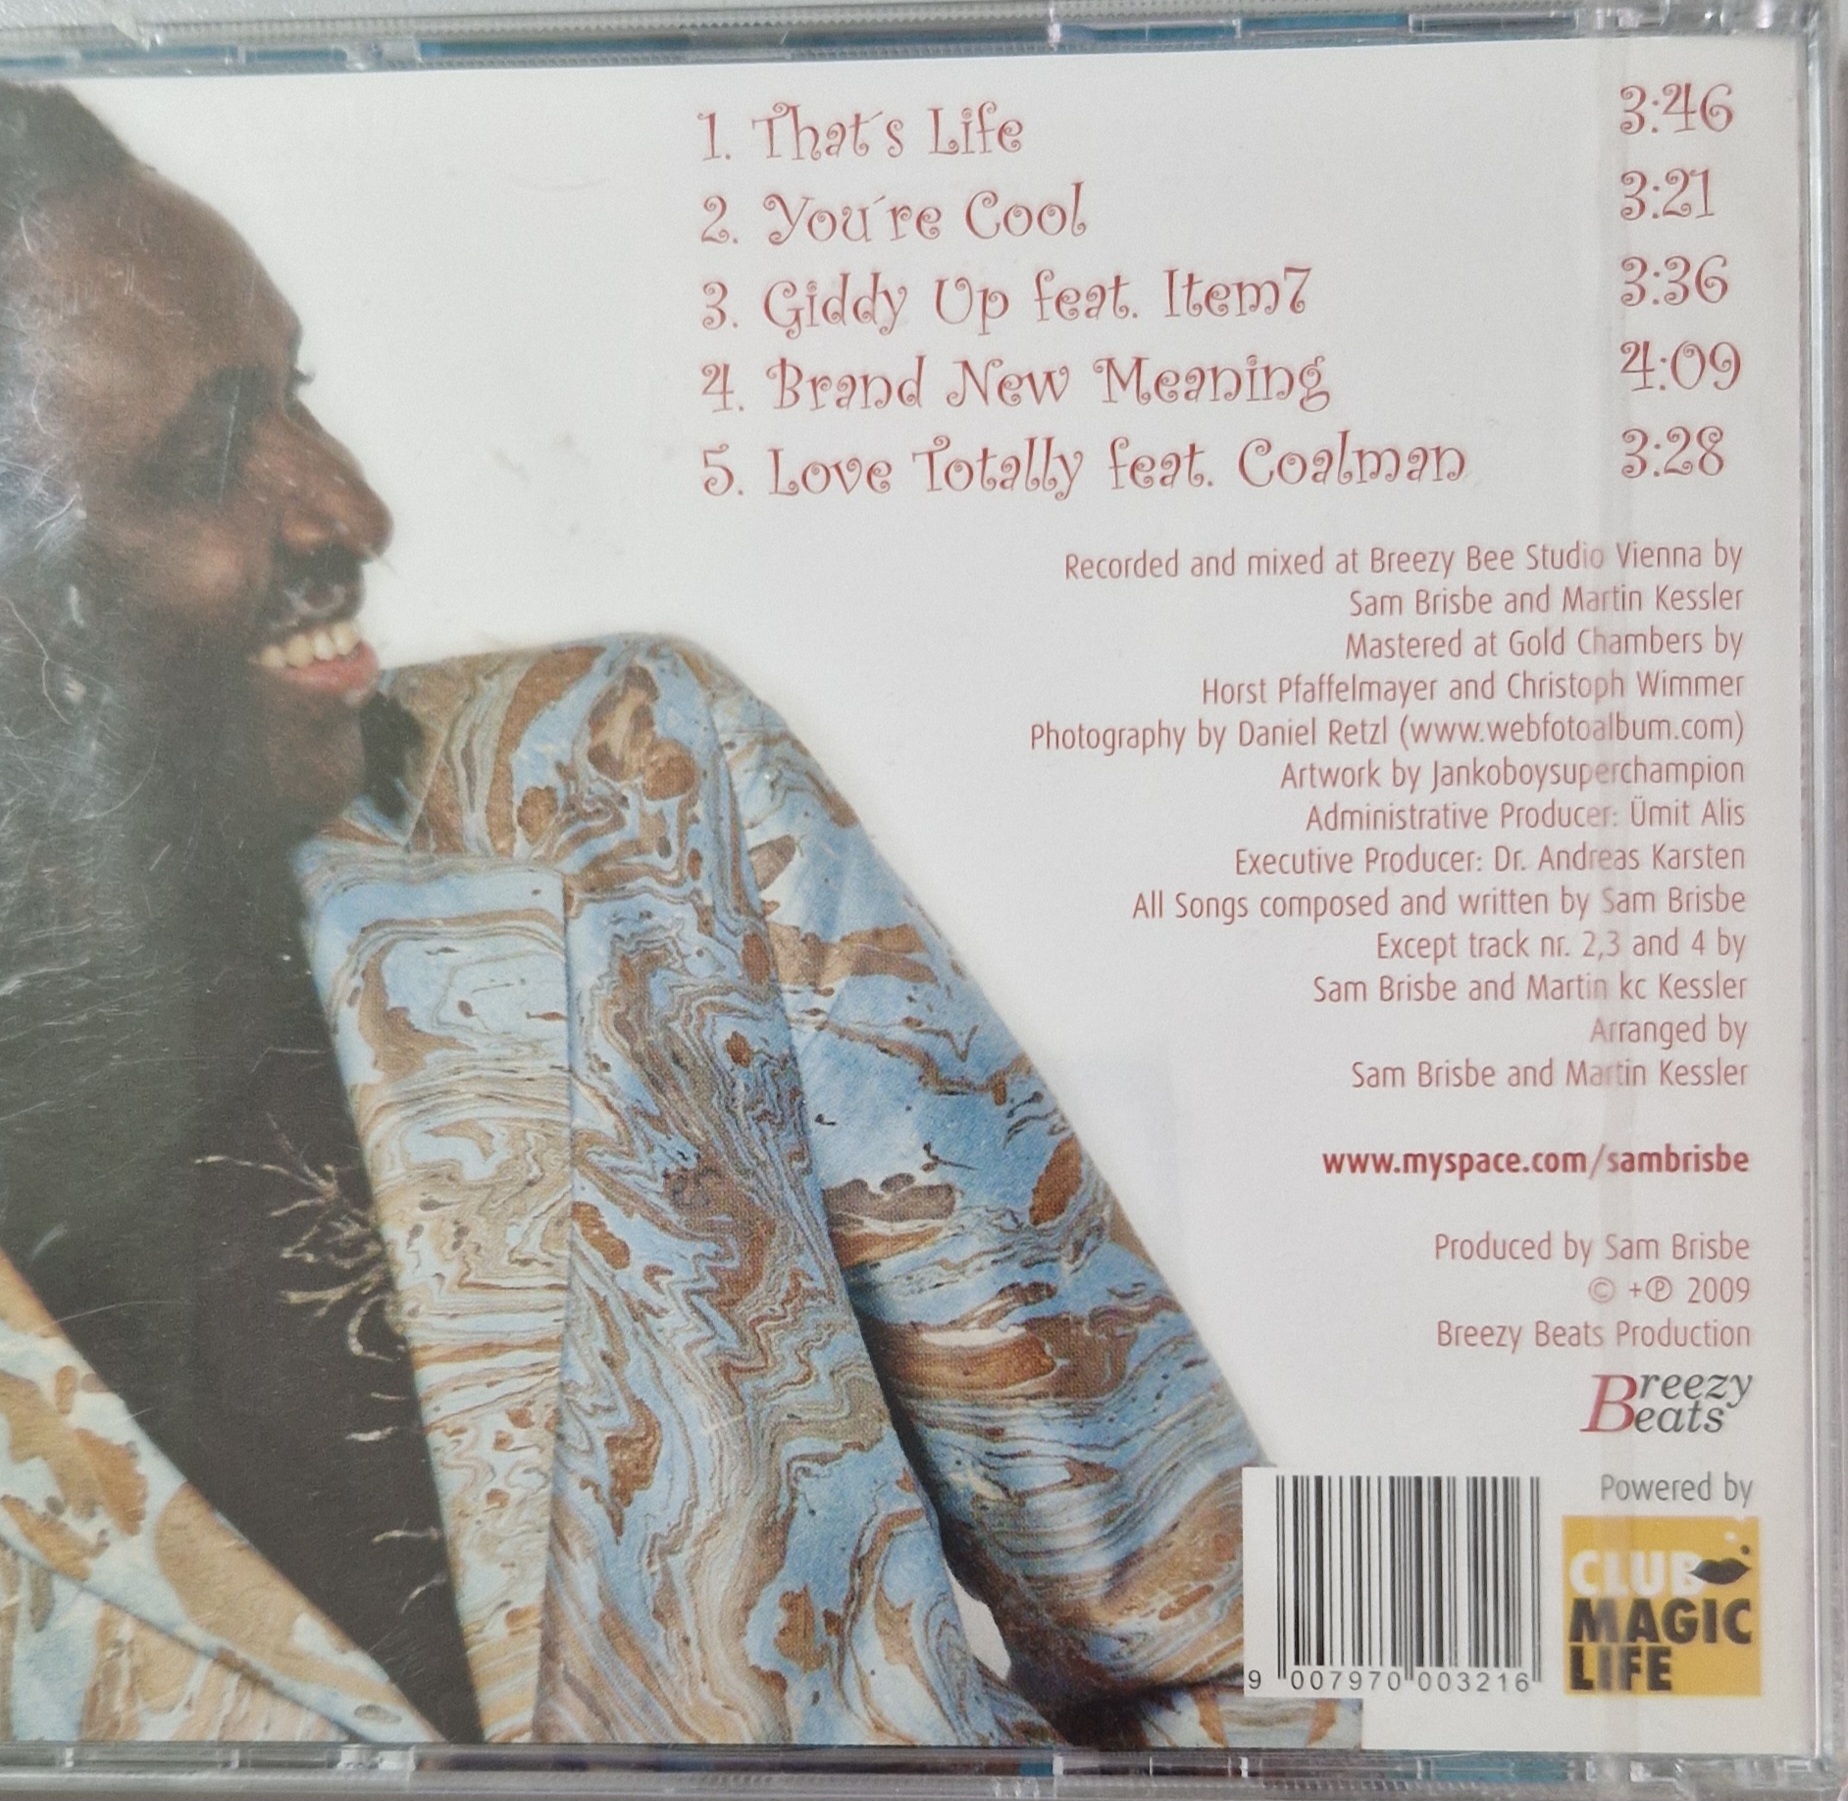 1. That´s Life 3:46
2. You´re Cool 3:21
3. Giddy Up feat. Item7 3:36
4. Brand New Meaning 4:09
5. Love Totally feat. Coalman 3:28
Recorded and mixed at Breezy Bee Studio Vienna by
Sam Brisbe and Martin Kessler
Mastered at Gold Chambers by
Horst Pfaffelmayer and Christoph Wimmer
Photography by Daniel Retzl (www.webfotoalbum.com)
Artwork by Jankoboysuperchampion
Administrative Producer: Ümit Alis
Executive Producer: Dr. Andreas Karsten
All Songs composed and written by Sam Brisbe
Except track nr. 2,3 and 4 by
Sam Brisbe and Martin kc Kessler
Arranged by
Sam Brisbe and Martin Kessler
www.myspace.com/sambrisbe
Produced by Sam Brisbe
© +℗ 2009
Breezy Beats Production
Breezy
Beats
Powered by
CLUB
MAGIC
LIFE
9 007970 003216